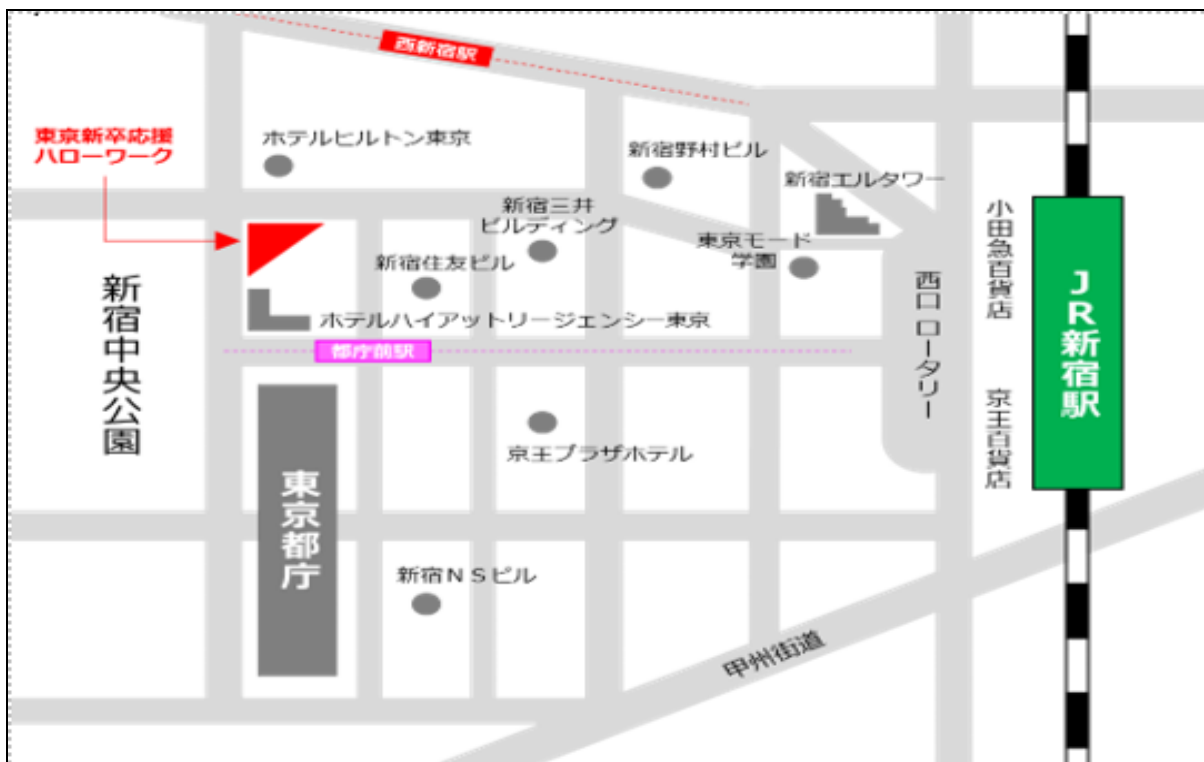 西新宿駅
東京新卒応援
ハローワーク
ホテルヒルトン東京
新宿野村ビル
新宿エルタワー
新宿三井
ビルディング
東京モード
学園
新宿住友ビル
ホテルハイアットリージェンシー東京
都庁前駅
新宿中央公園
西口 ロータリー
小田急百貨店
京王百貨店
JR新宿駅
京王プラザホテル
東京都庁
新宿NSビル
甲州街道